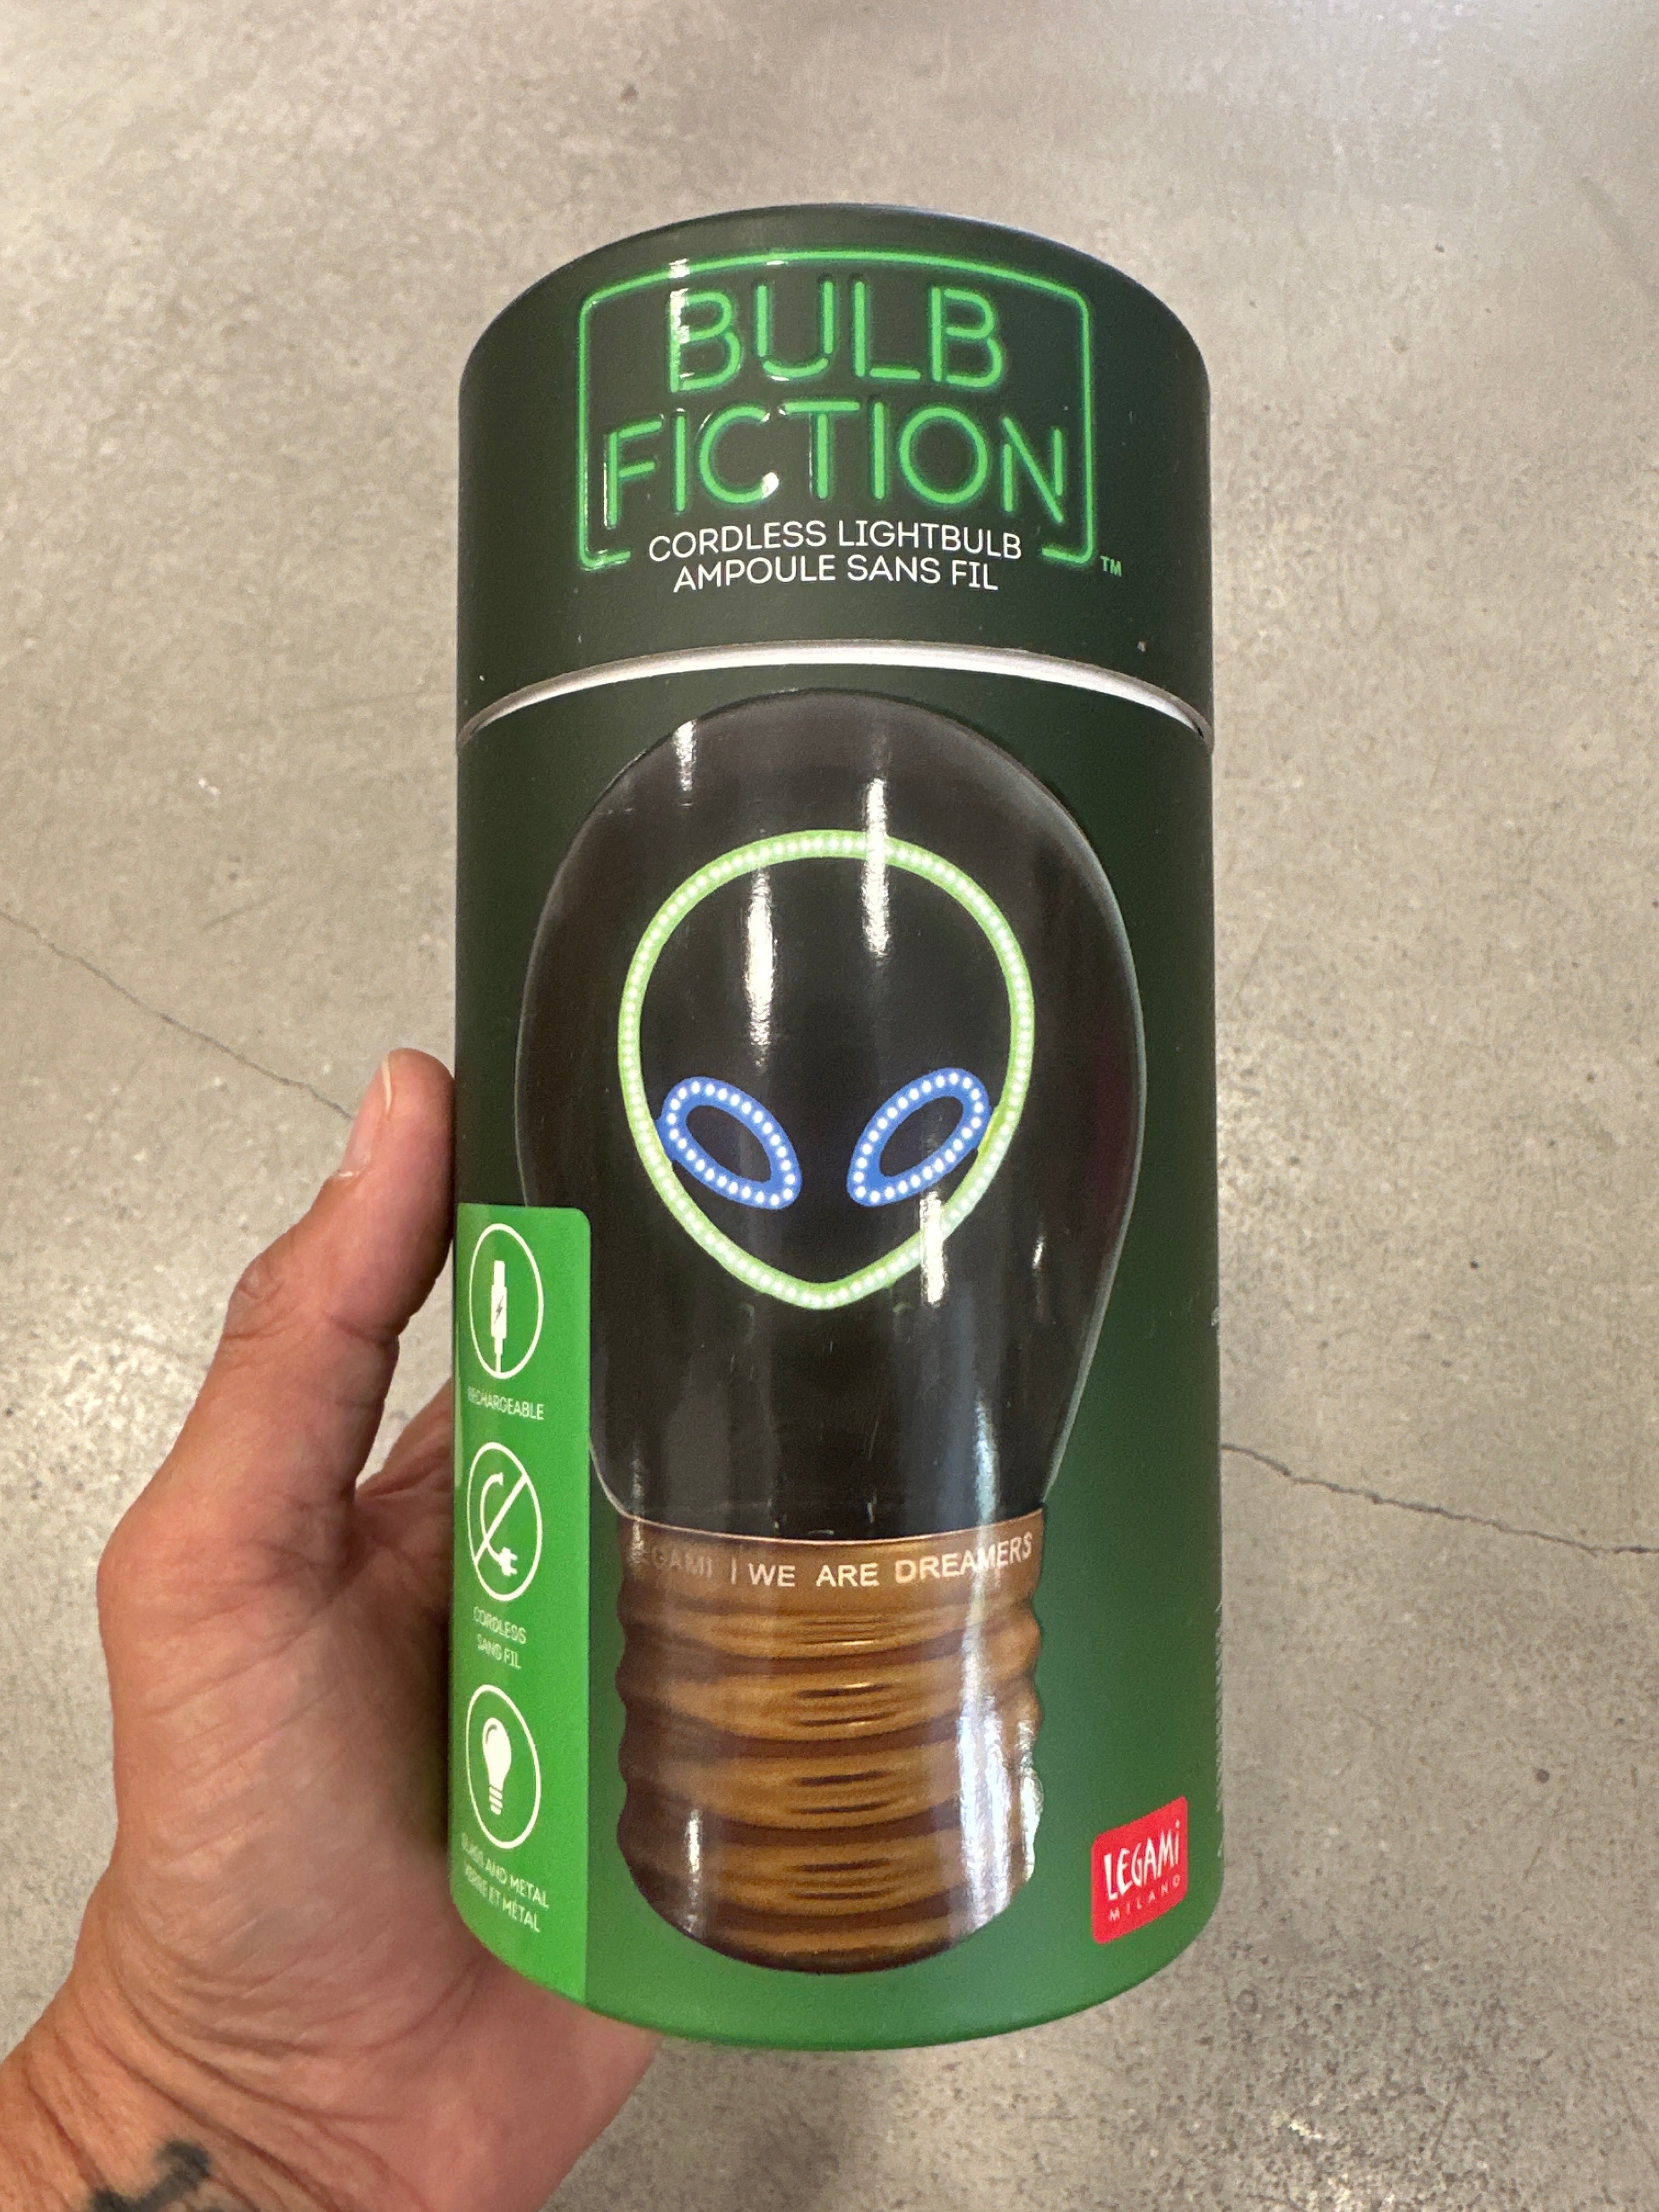 BULB
FICTION
CORDLESS LIGHTBULB
AMPOULE SANS FIL
TM
RECHARGEABLE
CORDLESS
SANS FIL
GLASS AND METAL
VERRE ET MÉTAL
LEGAMI | WE ARE DREAMERS
LEGAMI
MILANO